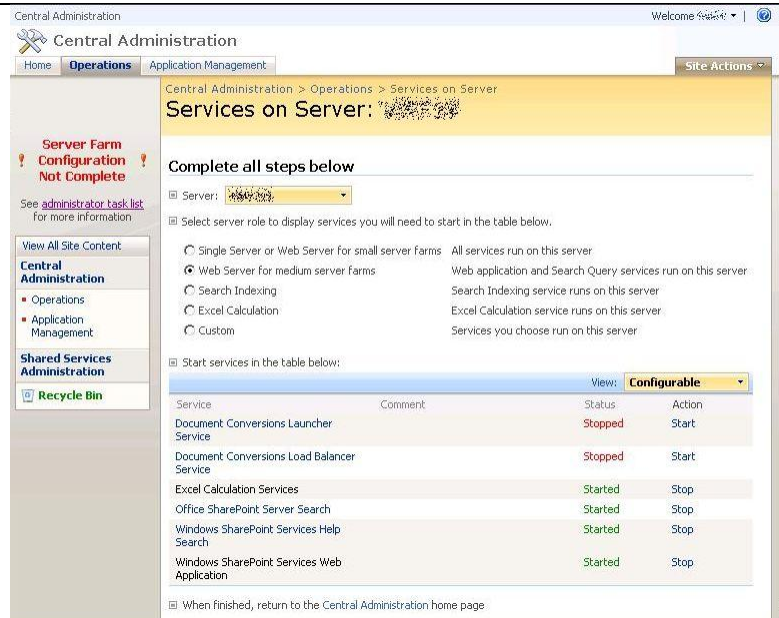 Central Administration
Welcome
Central Administration
Home Operations Application Management
Site Actions
Server Farm
Configuration
Not Complete
See administrator task list
for more information
View All Site Content
Central
Administration
Operations
Application
Management
Shared Services
Administration
Recycle Bin
Central Administration > Operations > Services on Server
Services on Server:
Complete all steps below
Server:
Select server role to display services you will need to start in the table below.
Single Server or Web Server for small server farms All services run on this server
Web Server for medium server farms Web application and Search Query services run on this server
Search Indexing Search Indexing service runs on this server
Excel Calculation Excel Calculation service runs on this server
Custom Services you choose run on this server
Start services in the table below:
View: Configurable
Service Comment Status Action
Document Conversions Launcher
Service Stopped Start
Document Conversions Load Balancer
Service Stopped Start
Excel Calculation Services Started Stop
Office SharePoint Server Search Started Stop
Windows SharePoint Services Help
Search Started Stop
Windows SharePoint Services Web
Application Started Stop
When finished, return to the Central Administration home page